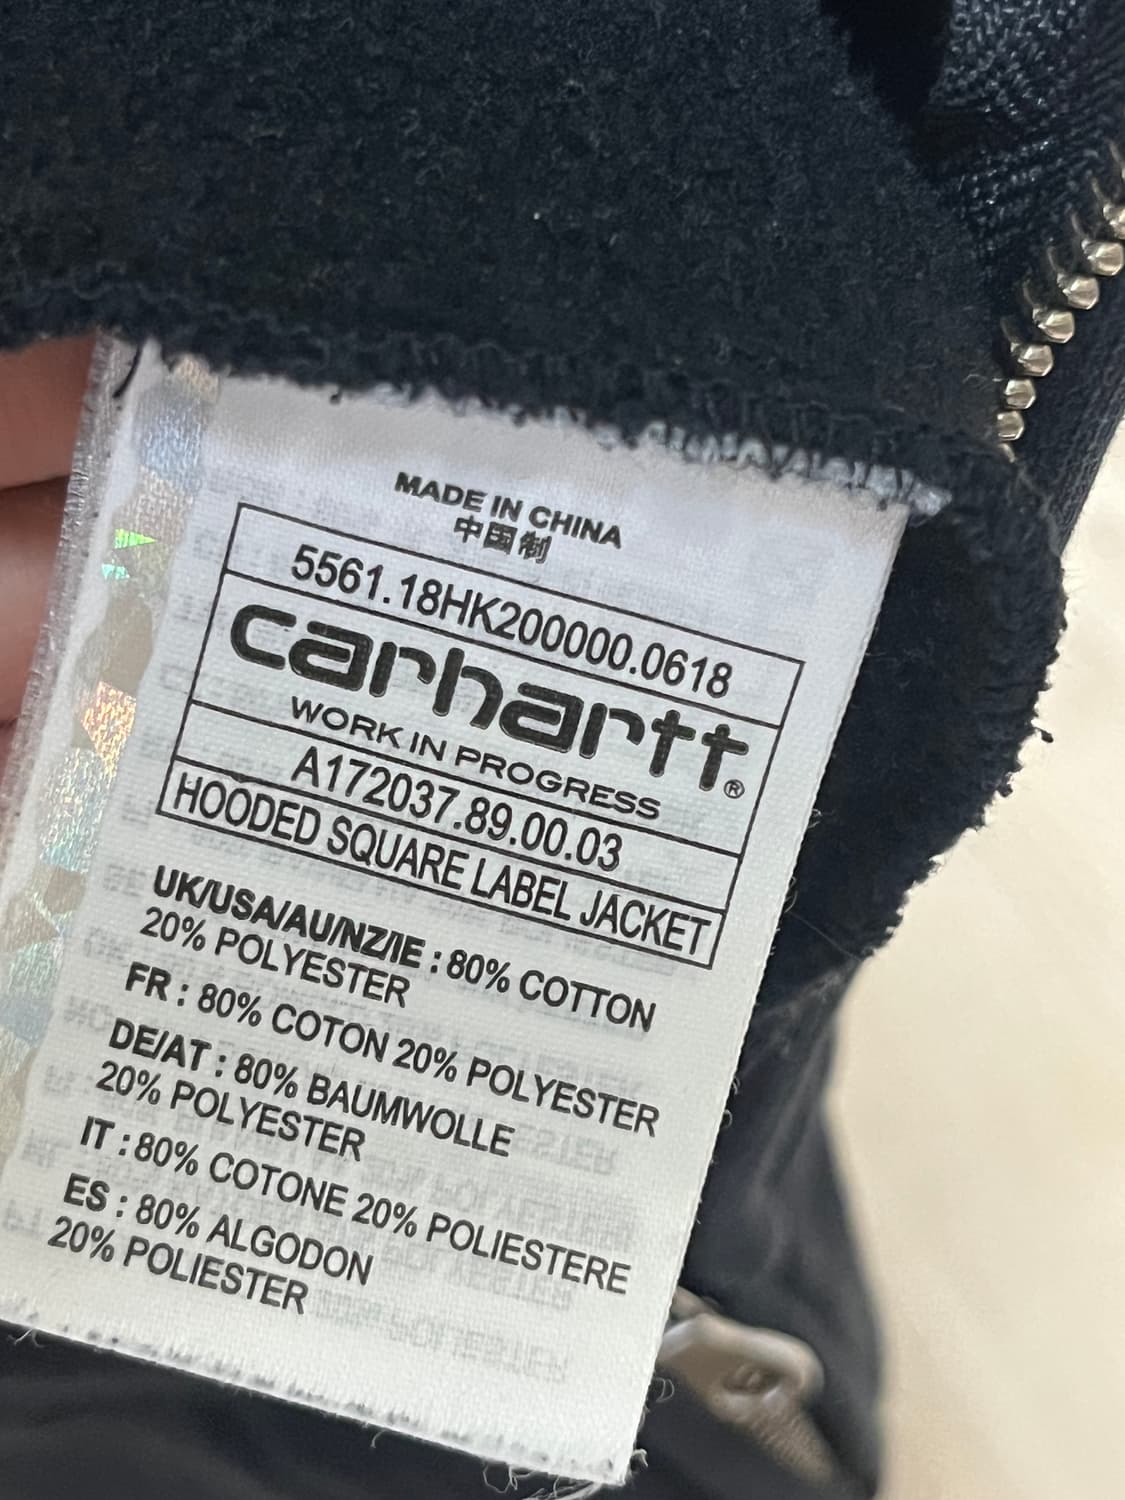 MADE IN CHINA
中国制
5561.18HK200000.0618
carhartt®
WORK IN PROGRESS
A172037.89.00.03
HOODED SQUARE LABEL JACKET
UK/USA/AU/NZ/IE : 80% COTTON
20% POLYESTER
FR : 80% COTON 20% POLYESTER
DE/AT : 80% BAUMWOLLE
20% POLYESTER
IT : 80% COTONE 20% POLIESTERE
ES : 80% ALGODON
20% POLIESTER